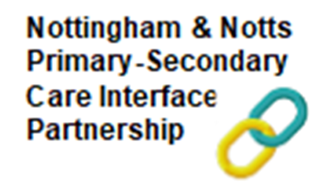 Nottingham & Notts
Primary-Secondary
Care Interface
Partnership